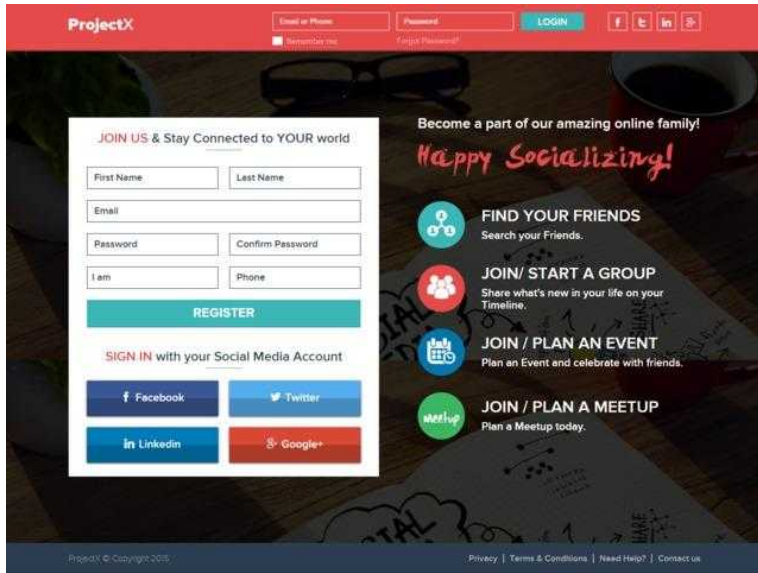 ProjectX
Email or Phone
Password
LOGIN
f t in g+
Remember me
Forgot Password?
JOIN US & Stay Connected to YOUR world
First Name
Last Name
Email
Password
Confirm Password
I am
Phone
REGISTER
SIGN IN with your Social Media Account
f Facebook
Twitter
in Linkedin
g+ Google+
Become a part of our amazing online family!
Happy Socializing!
FIND YOUR FRIENDS
Search your Friends.
JOIN/ START A GROUP
Share what's new in your life on your
Timeline.
JOIN / PLAN AN EVENT
Plan an Event and celebrate with friends.
meetup
JOIN / PLAN A MEETUP
Plan a Meetup today.
SHARE
SHARE
ProjectX © Copyright 2015
Privacy | Terms & Conditions | Need Help? | Contact us